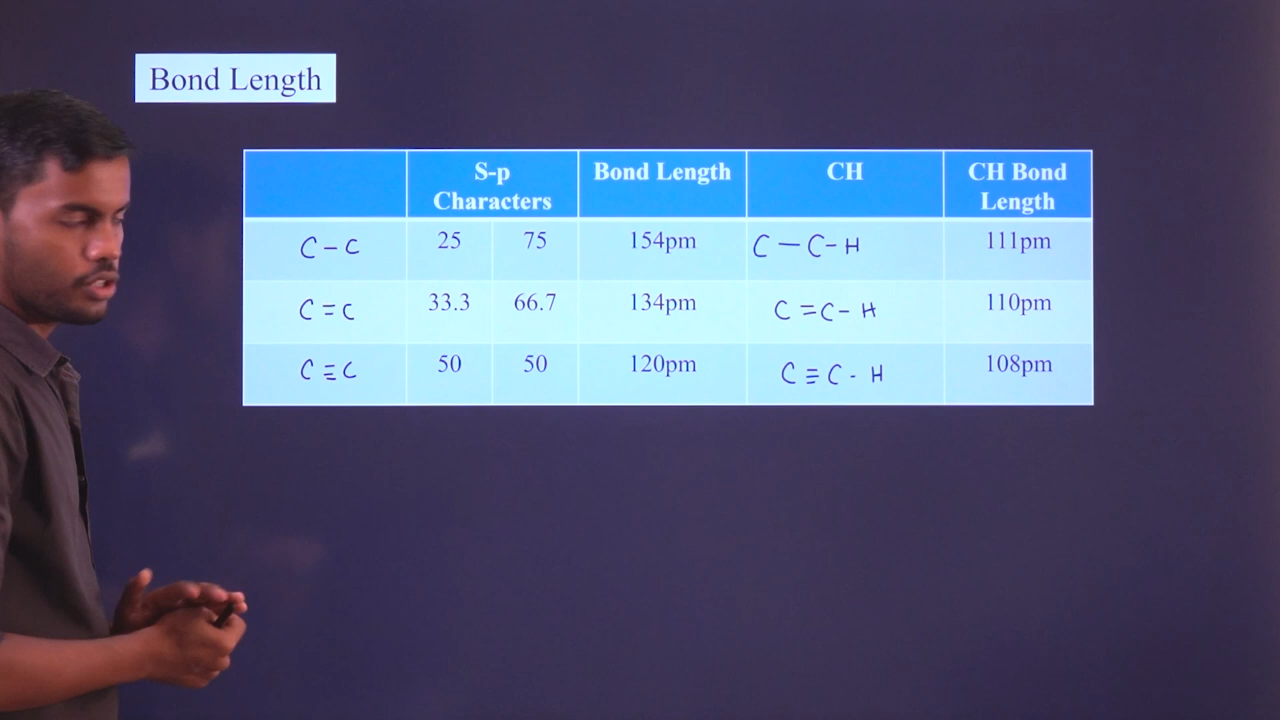 Bond Length
S-p Characters Bond Length CH CH Bond Length
C - C 25 75 154pm C - C - H 111pm
C = C 33.3 66.7 134pm C = C - H 110pm
C ≡ C 50 50 120pm C ≡ C - H 108pm